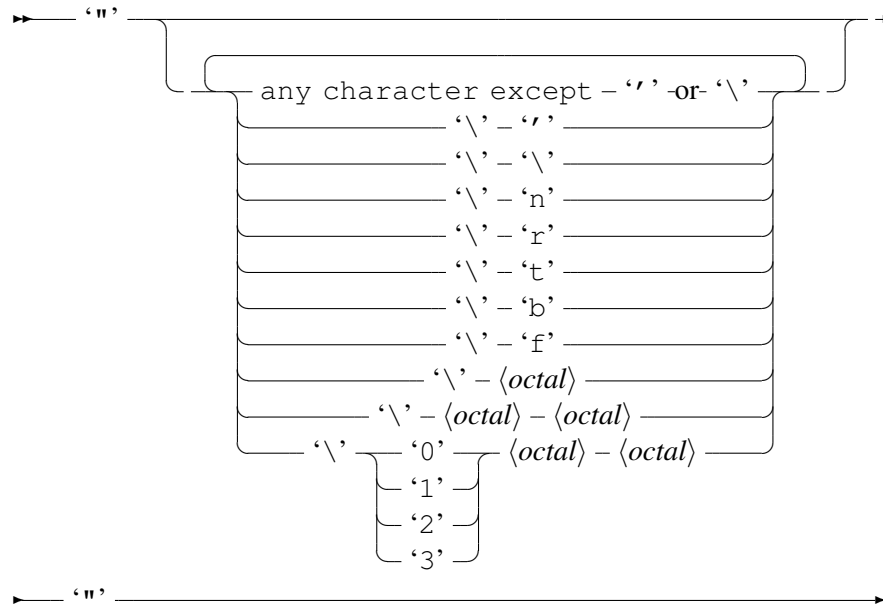 ‘"’
any character except – ‘’’ -or- ‘\’
‘\’ – ‘’’
‘\’ – ‘\’
‘\’ – ‘n’
‘\’ – ‘r’
‘\’ – ‘t’
‘\’ – ‘b’
‘\’ – ‘f’
‘\’ – ⟨octal⟩
‘\’ – ⟨octal⟩ – ⟨octal⟩
‘\’ ‘0’ ⟨octal⟩ – ⟨octal⟩
‘1’
‘2’
‘3’
‘"’